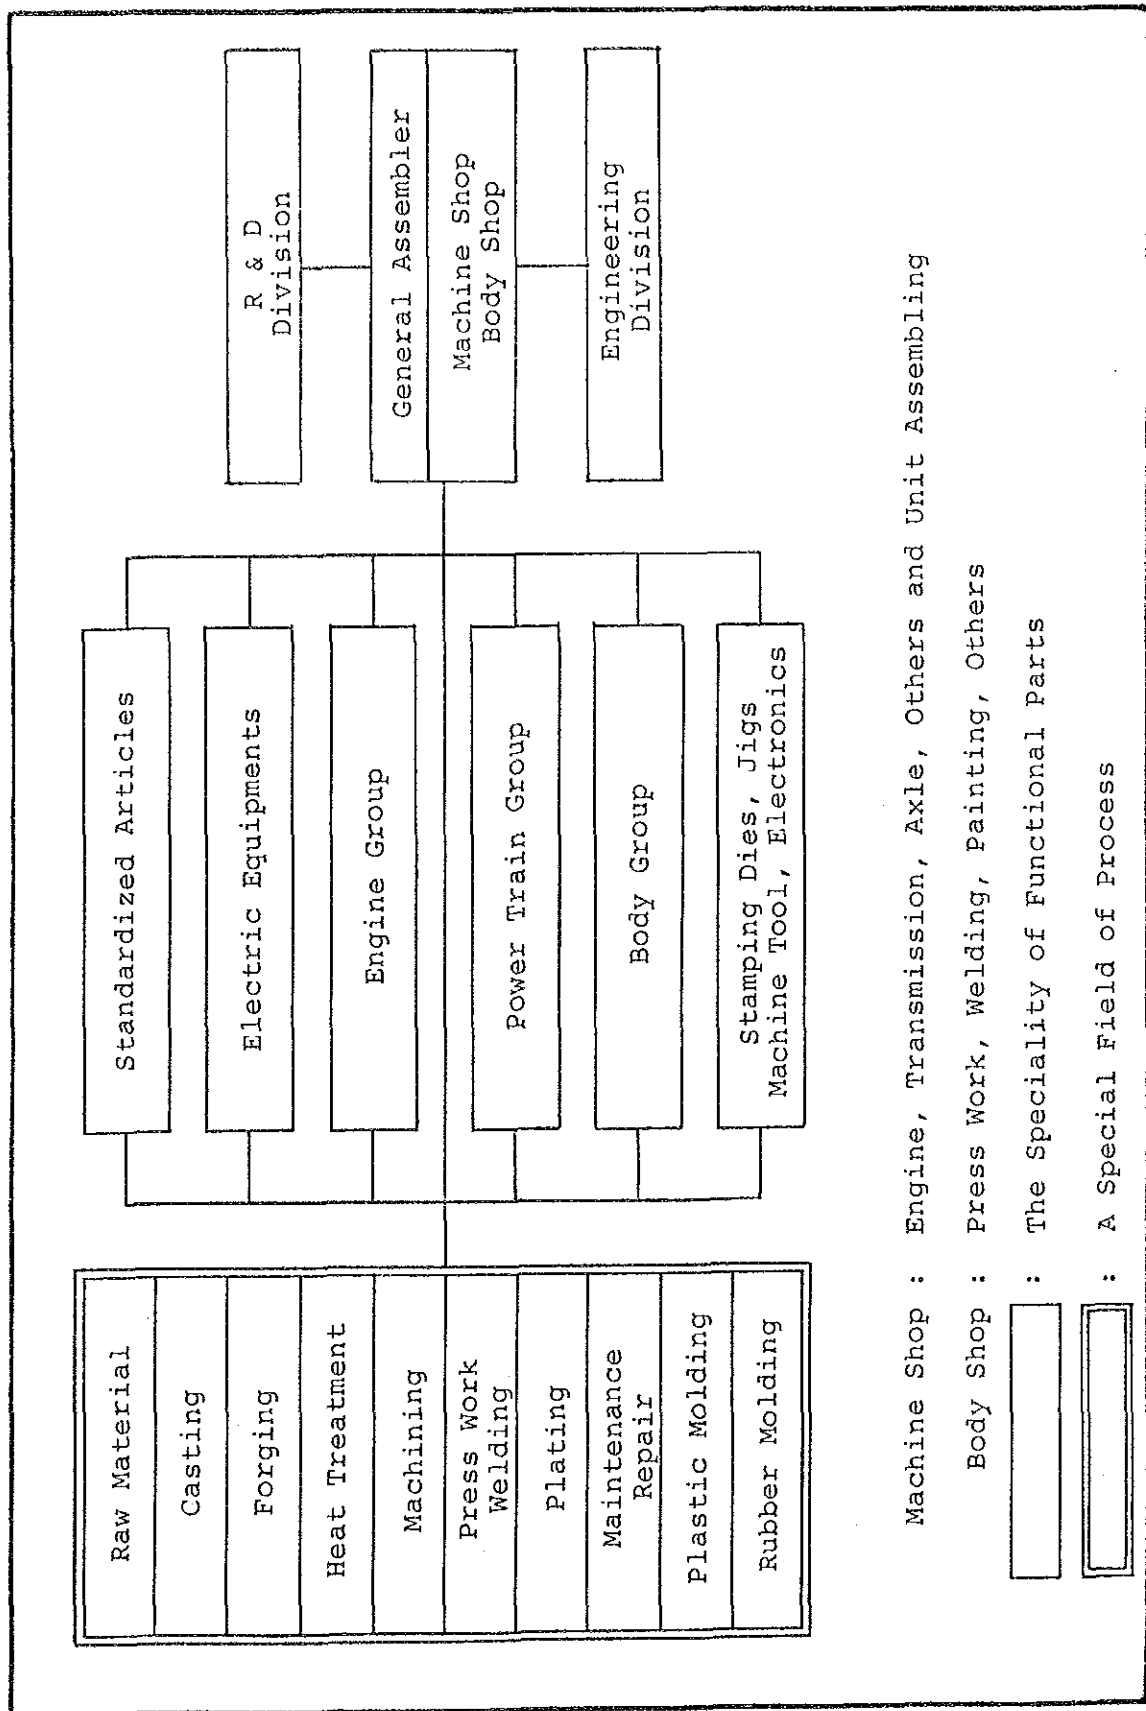 Raw Material
Casting
Forging
Heat Treatment
Machining
Press Work
Welding
Plating
Maintenance
Repair
Plastic Molding
Rubber Molding
Standardized Articles
Electric Equipments
Engine Group
Power Train Group
Body Group
Stamping Dies, Jigs
Machine Tool, Electronics
R & D
Division
General Assembler
Machine Shop
Body Shop
Engineering
Division
Machine Shop : Engine, Transmission, Axle, Others and Unit Assembling
Body Shop : Press Work, Welding, Painting, Others
: The Speciality of Functional Parts
: A Special Field of Process